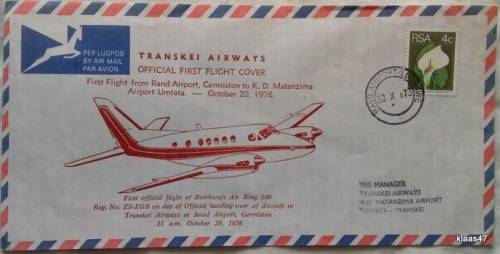 PER LUGPOS
BY AIR MAIL
PAR AVION
TRANSKEI AIRWAYS
OFFICIAL FIRST FLIGHT COVER
First Flight from Rand Airport, Germiston to K. D. Matanzima
Airport Umtata. — October 20, 1976.
RSA 4c
RAND AIRPORT
20 X
First official flight of Beechcraft Air King 100
Reg. No. ZS-XGB on day of Official handing over of Aircraft to
Transkei Airways at Rand Airport, Germiston
11 a.m. October 20, 1976
THE MANAGER
TRANSKEI AIRWAYS
K.D. MATANZIMA AIRPORT
UMTATA - TRANSKEI
klaas47